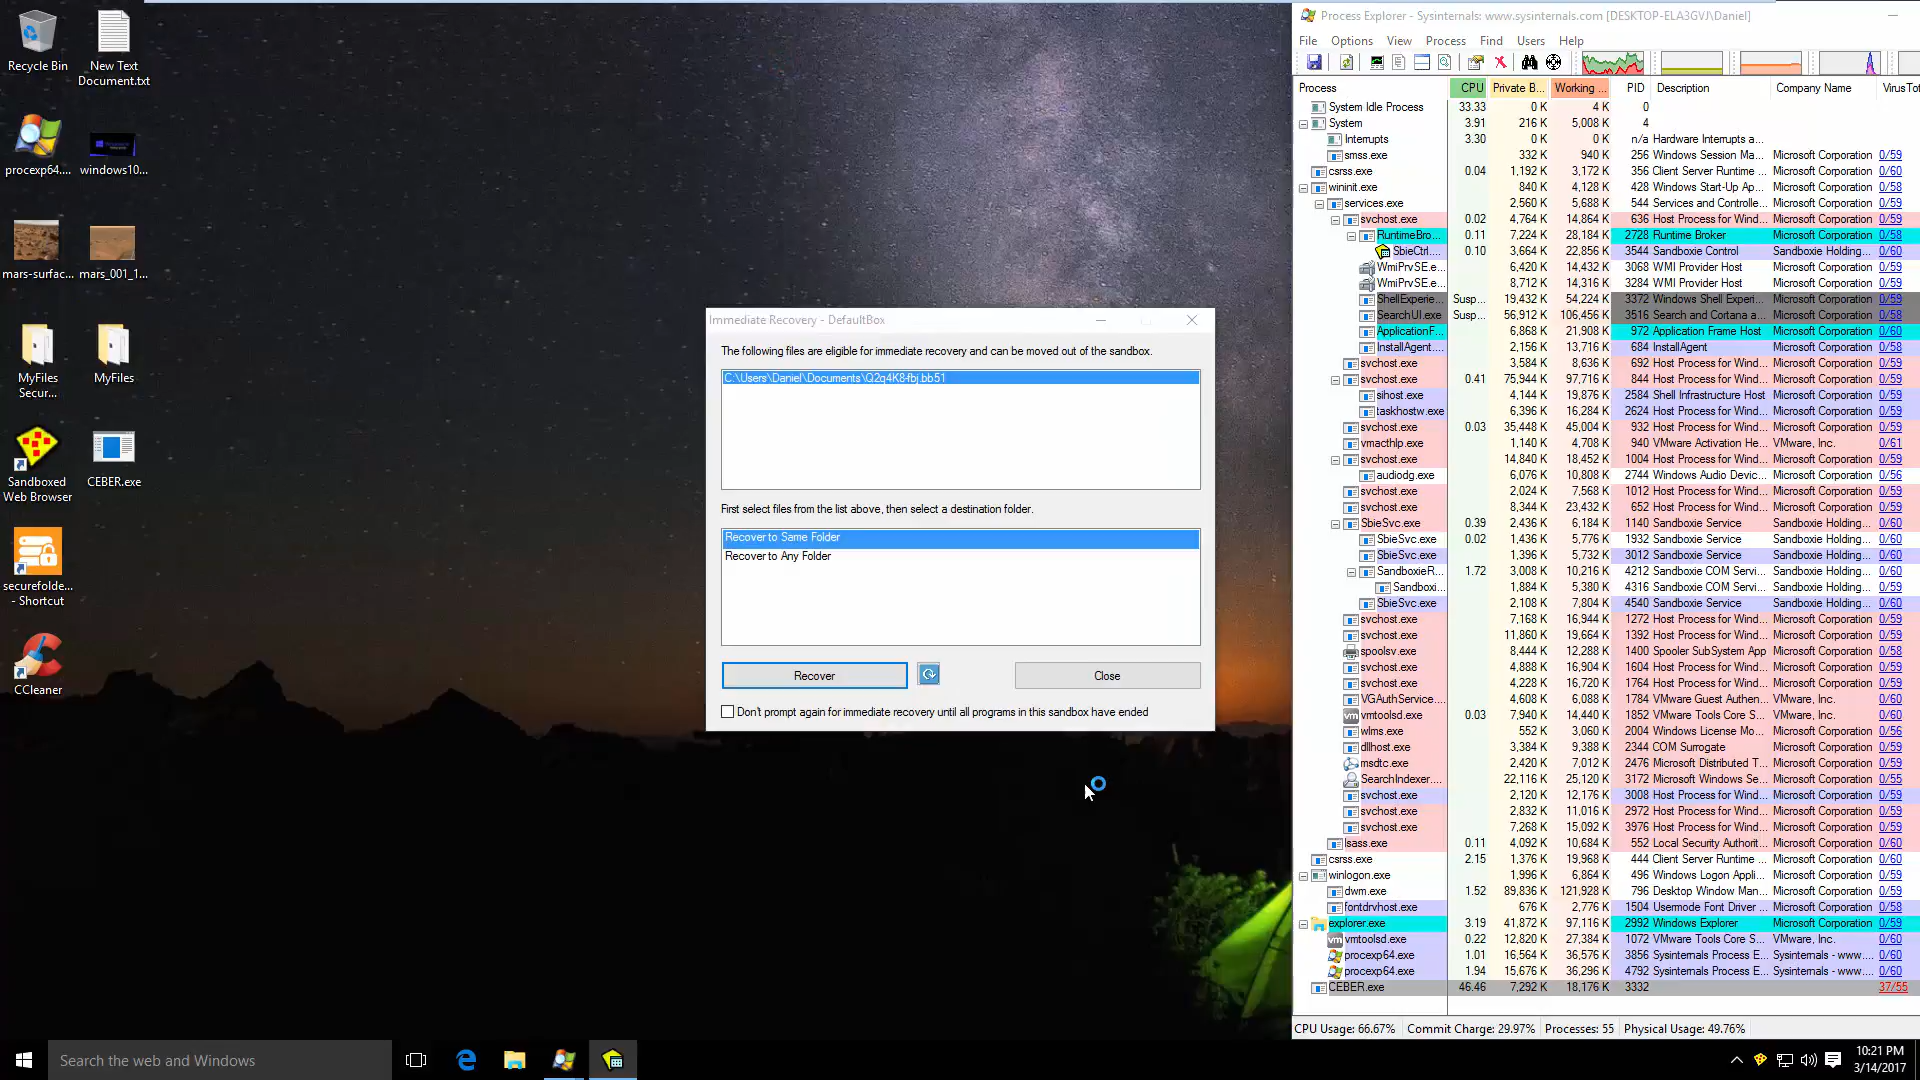 Recycle Bin
New Text
Document.txt
procexp64....
windows10...
mars-surfac...
mars_001_1...
MyFiles
Secur...
MyFiles
Sandboxed
Web Browser
CEBER.exe
securefolde...
- Shortcut
CCleaner
Immediate Recovery - DefaultBox
The following files are eligible for immediate recovery and can be moved out of the sandbox.
C:\Users\Daniel\Documents\Q2q4K8-fbj.bb51
First select files from the list above, then select a destination folder.
Recover to Same Folder
Recover to Any Folder
Recover
Close
Don't prompt again for immediate recovery until all programs in this sandbox have ended
Process Explorer - Sysinternals: www.sysinternals.com [DESKTOP-ELA3GVJ\Daniel]
File Options View Process Find Users Help
Process CPU Private B... Working ... PID Description Company Name VirusTot
System Idle Process 33.33 0 K 4 K 0
System 3.91 216 K 5,008 K 4
Interrupts 3.30 0 K 0 K n/a Hardware Interrupts a...
smss.exe 332 K 940 K 256 Windows Session Ma... Microsoft Corporation 0/59
csrss.exe 0.04 1,192 K 3,172 K 356 Client Server Runtime ... Microsoft Corporation 0/60
wininit.exe 840 K 4,128 K 428 Windows Start-Up Ap... Microsoft Corporation 0/58
services.exe 2,560 K 5,688 K 544 Services and Controlle... Microsoft Corporation 0/59
svchost.exe 0.02 4,764 K 14,864 K 636 Host Process for Wind... Microsoft Corporation 0/59
RuntimeBro... 0.11 7,224 K 28,184 K 2728 Runtime Broker Microsoft Corporation 0/58
SbieCtrl.... 0.10 3,664 K 22,856 K 3544 Sandboxie Control Sandboxie Holding... 0/60
WmiPrvSE.e... 6,420 K 14,432 K 3068 WMI Provider Host Microsoft Corporation 0/59
WmiPrvSE.e... 8,712 K 14,316 K 3284 WMI Provider Host Microsoft Corporation 0/59
ShellExperie... Susp... 19,432 K 54,224 K 3372 Windows Shell Experi... Microsoft Corporation 0/59
SearchUI.exe Susp... 56,912 K 106,456 K 3516 Search and Cortana a... Microsoft Corporation 0/58
ApplicationF... 6,868 K 21,908 K 972 Application Frame Host Microsoft Corporation 0/60
InstallAgent.... 2,156 K 13,716 K 684 InstallAgent Microsoft Corporation 0/58
svchost.exe 3,584 K 8,636 K 692 Host Process for Wind... Microsoft Corporation 0/59
svchost.exe 0.41 75,944 K 97,716 K 844 Host Process for Wind... Microsoft Corporation 0/59
sihost.exe 4,144 K 19,876 K 2584 Shell Infrastructure Host Microsoft Corporation 0/59
taskhostw.exe 6,396 K 16,284 K 2624 Host Process for Wind... Microsoft Corporation 0/59
svchost.exe 0.03 35,448 K 45,004 K 932 Host Process for Wind... Microsoft Corporation 0/59
vmacthlp.exe 1,140 K 4,708 K 940 VMware Activation He... VMware, Inc. 0/61
svchost.exe 14,840 K 18,452 K 1004 Host Process for Wind... Microsoft Corporation 0/59
audiodg.exe 6,076 K 10,808 K 2744 Windows Audio Devic... Microsoft Corporation 0/56
svchost.exe 2,024 K 7,568 K 1012 Host Process for Wind... Microsoft Corporation 0/59
svchost.exe 8,344 K 23,432 K 652 Host Process for Wind... Microsoft Corporation 0/59
SbieSvc.exe 0.39 2,436 K 6,184 K 1140 Sandboxie Service Sandboxie Holding... 0/60
SbieSvc.exe 0.02 1,436 K 5,776 K 1932 Sandboxie Service Sandboxie Holding... 0/60
SbieSvc.exe 1,396 K 5,732 K 3012 Sandboxie Service Sandboxie Holding... 0/60
SandboxieR... 1.72 3,008 K 10,216 K 4212 Sandboxie COM Servi... Sandboxie Holding... 0/60
Sandboxi... 1,884 K 5,380 K 4316 Sandboxie COM Servi... Sandboxie Holding... 0/59
SbieSvc.exe 2,108 K 7,804 K 4540 Sandboxie Service Sandboxie Holding... 0/60
svchost.exe 7,168 K 16,944 K 1272 Host Process for Wind... Microsoft Corporation 0/59
svchost.exe 11,860 K 19,664 K 1392 Host Process for Wind... Microsoft Corporation 0/59
spoolsv.exe 8,444 K 12,288 K 1400 Spooler SubSystem App Microsoft Corporation 0/58
svchost.exe 4,888 K 16,904 K 1604 Host Process for Wind... Microsoft Corporation 0/59
svchost.exe 4,228 K 16,720 K 1764 Host Process for Wind... Microsoft Corporation 0/59
VGAuthService.... 4,608 K 6,088 K 1784 VMware Guest Authen... VMware, Inc. 0/60
vmtoolsd.exe 0.03 7,940 K 14,440 K 1852 VMware Tools Core S... VMware, Inc. 0/60
wlms.exe 552 K 3,060 K 2004 Windows License Mo... Microsoft Corporation 0/56
dllhost.exe 3,384 K 9,388 K 2344 COM Surrogate Microsoft Corporation 0/59
msdtc.exe 2,420 K 7,012 K 2476 Microsoft Distributed T... Microsoft Corporation 0/59
SearchIndexer.... 22,116 K 25,120 K 3172 Microsoft Windows Se... Microsoft Corporation 0/55
svchost.exe 2,120 K 12,176 K 3008 Host Process for Wind... Microsoft Corporation 0/59
svchost.exe 2,832 K 11,016 K 2972 Host Process for Wind... Microsoft Corporation 0/59
svchost.exe 7,268 K 15,092 K 3976 Host Process for Wind... Microsoft Corporation 0/59
lsass.exe 0.11 4,092 K 10,684 K 552 Local Security Authorit... Microsoft Corporation 0/60
csrss.exe 2.15 1,376 K 19,968 K 444 Client Server Runtime ... Microsoft Corporation 0/60
winlogon.exe 1,996 K 6,864 K 496 Windows Logon Applic... Microsoft Corporation 0/59
dwm.exe 1.52 89,836 K 121,928 K 796 Desktop Window Man... Microsoft Corporation 0/59
fontdrvhost.exe 676 K 2,776 K 1504 Usermode Font Driver ... Microsoft Corporation 0/58
explorer.exe 3.19 41,872 K 97,116 K 2992 Windows Explorer Microsoft Corporation 0/59
vmtoolsd.exe 0.22 12,820 K 27,384 K 1072 VMware Tools Core S... VMware, Inc. 0/60
procexp64.exe 1.01 16,564 K 36,576 K 3856 Sysinternals Process E... Sysinternals - www.... 0/60
procexp64.exe 1.94 15,676 K 36,296 K 4792 Sysinternals Process E... Sysinternals - www.... 0/60
CEBER.exe 46.46 7,292 K 18,176 K 3332 37/55
CPU Usage: 66.67% Commit Charge: 29.97% Processes: 55 Physical Usage: 49.76%
Search the web and Windows
10:21 PM
3/14/2017